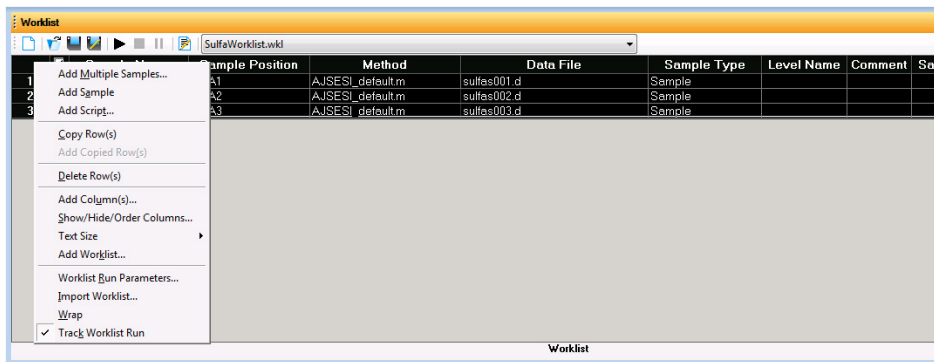 Worklist
SulfaWorklist.wkl
Sample Position Method Data File Sample Type Level Name Comment Sa
1 A1 AJSESI_default.m sulfas001.d Sample
2 A2 AJSESI_default.m sulfas002.d Sample
3 A3 AJSESI_default.m sulfas003.d Sample
Add Multiple Samples...
Add Sample
Add Script...
Copy Row(s)
Add Copied Row(s)
Delete Row(s)
Add Column(s)...
Show/Hide/Order Columns...
Text Size
Add Worklist...
Worklist Run Parameters...
Import Worklist...
Wrap
Track Worklist Run
Worklist